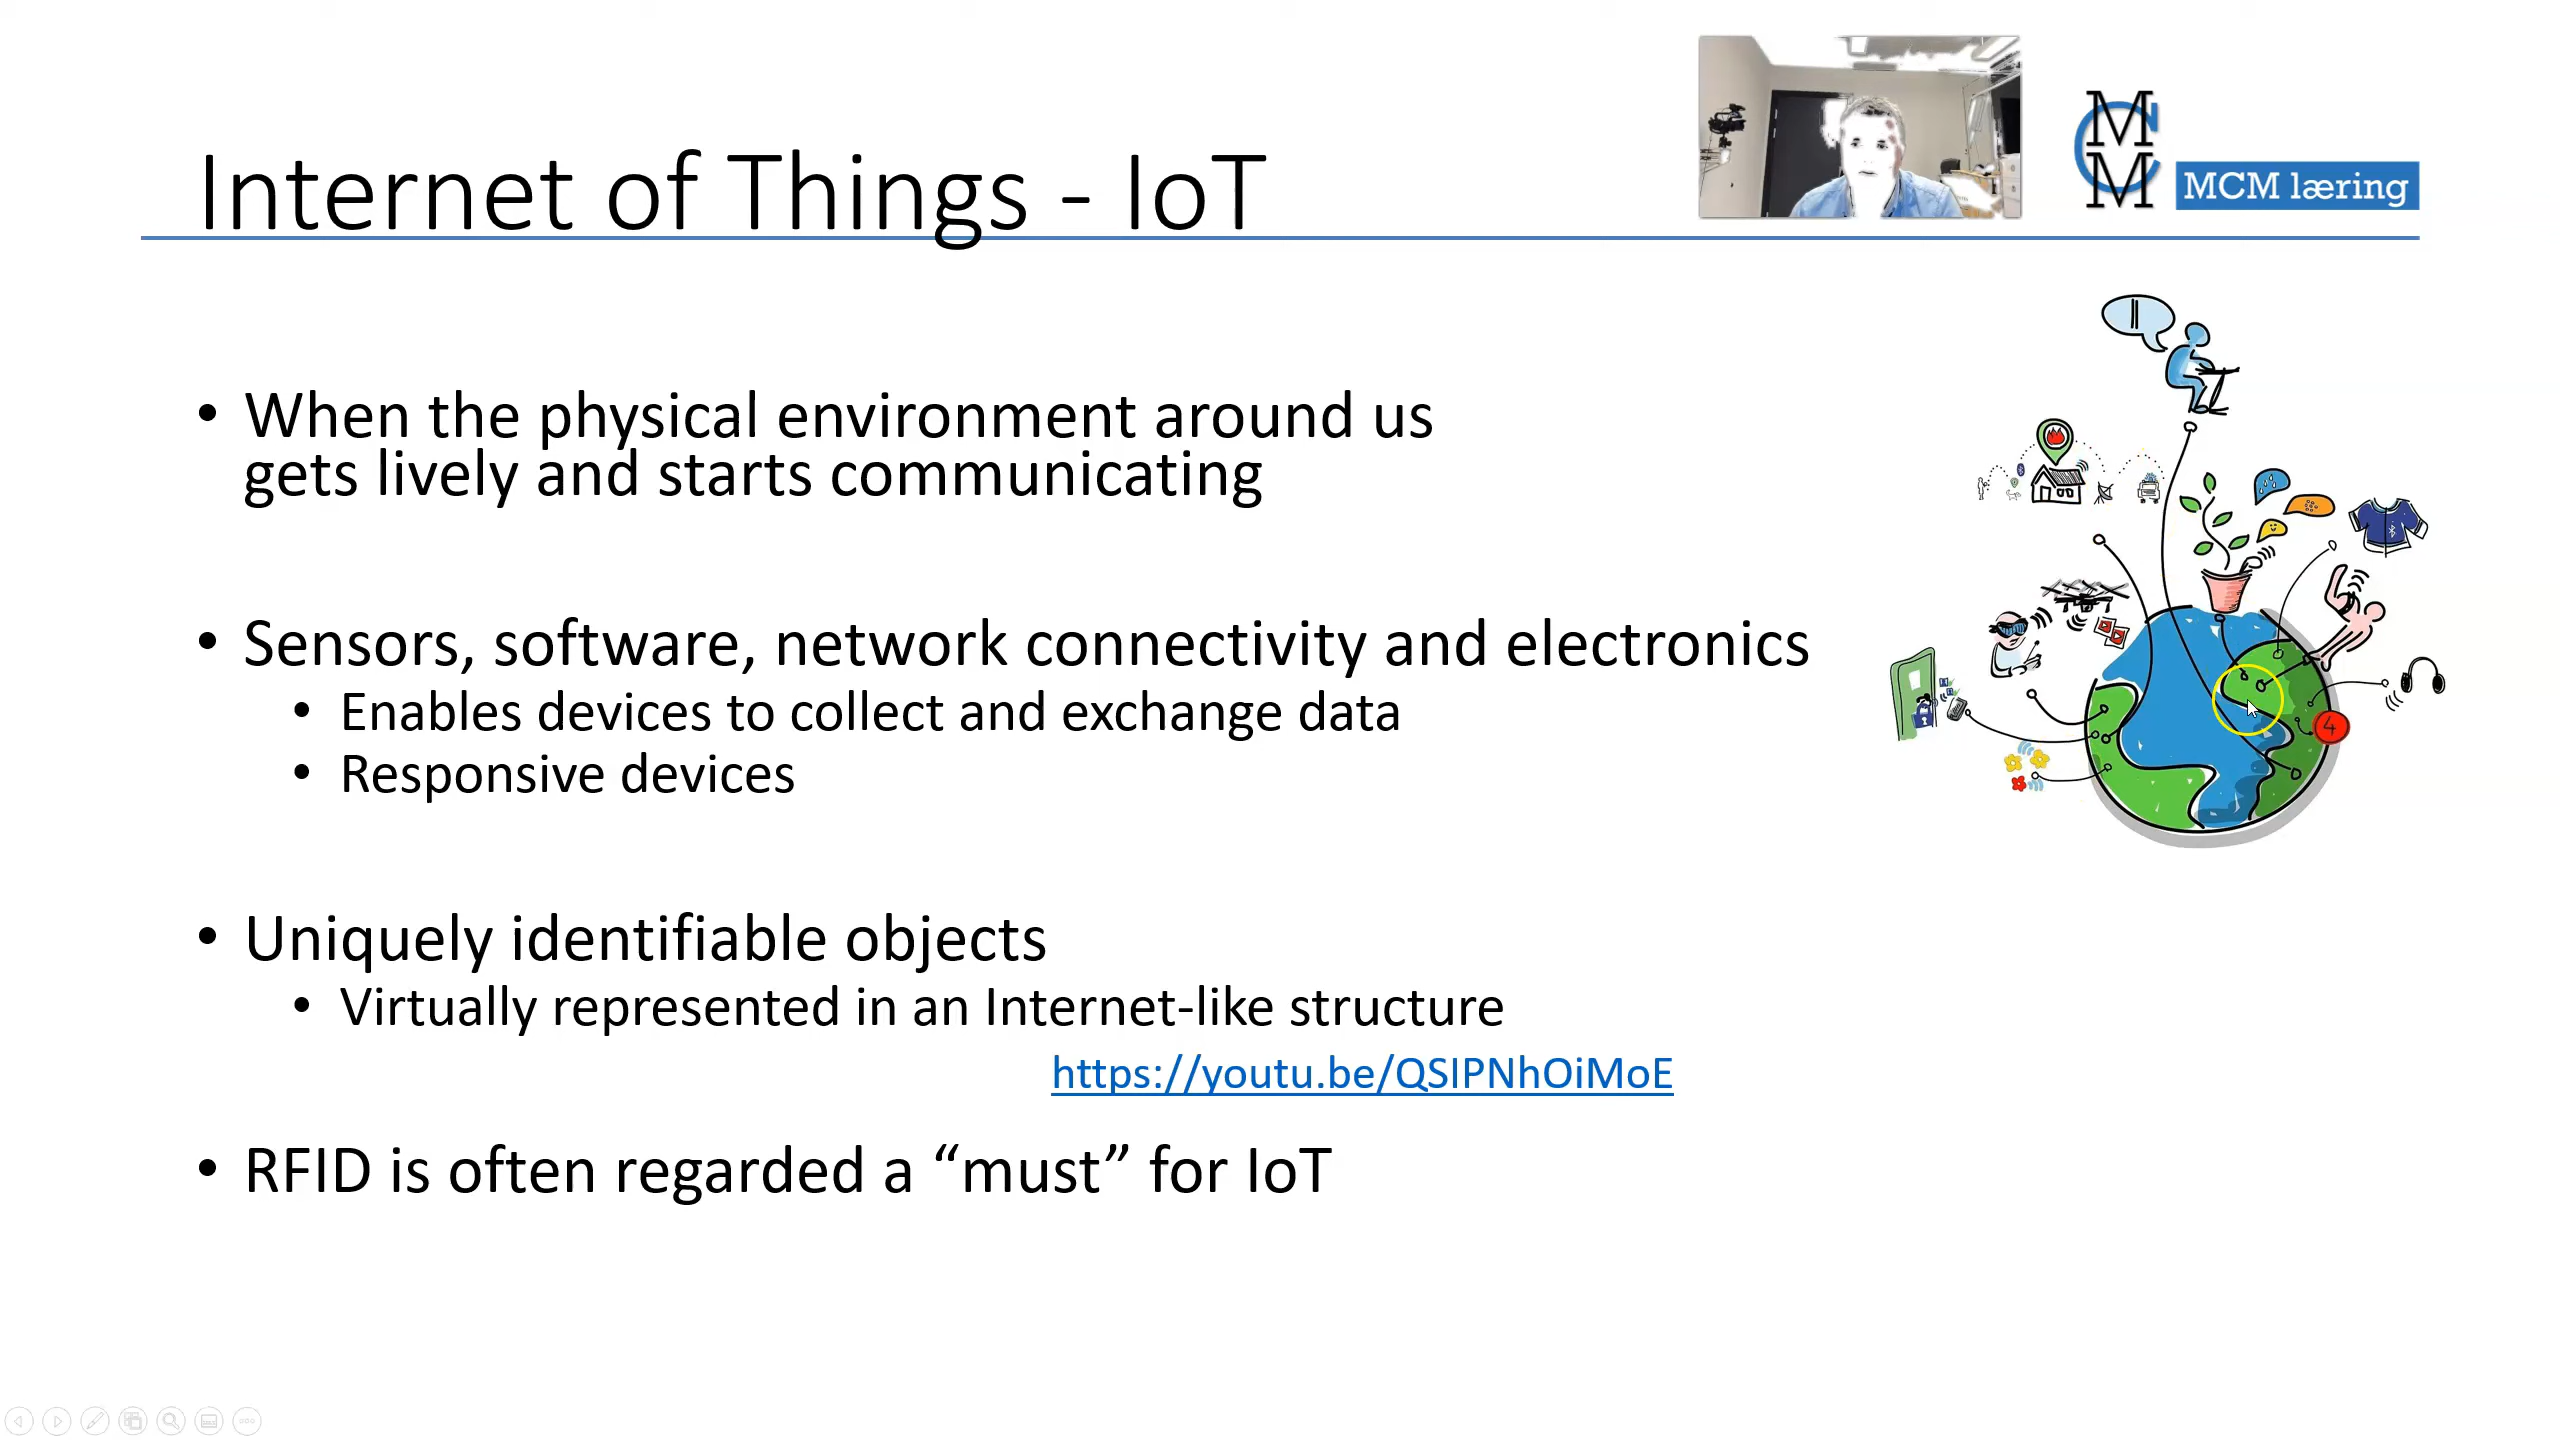 Internet of Things - IoT
MCM
MCM læring
• When the physical environment around us
gets lively and starts communicating
• Sensors, software, network connectivity and electronics
• Enables devices to collect and exchange data
• Responsive devices
4
• Uniquely identifiable objects
• Virtually represented in an Internet-like structure
https://youtu.be/QSIPNhOiMoE
• RFID is often regarded a “must” for IoT